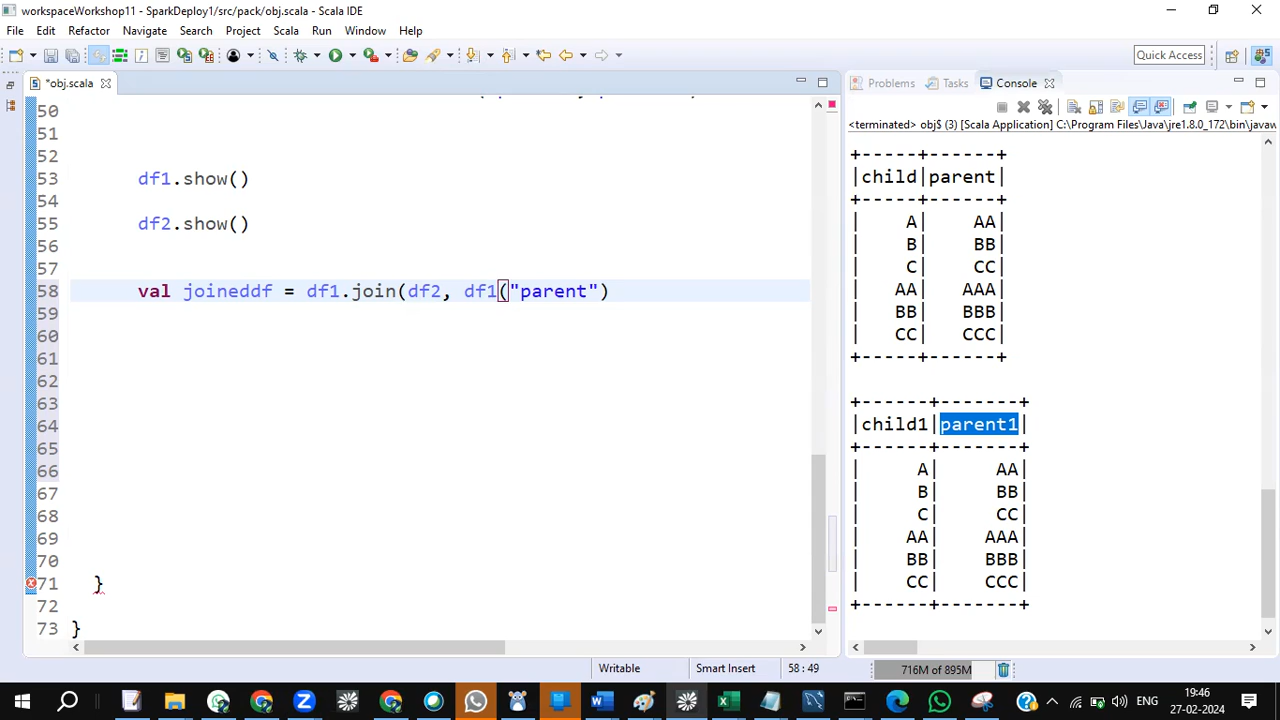 workspaceWorkshop11 - SparkDeploy1/src/pack/obj.scala - Scala IDE
File Edit Refactor Navigate Search Project Scala Run Window Help
Quick Access
*obj.scala
50
51
52
53 df1.show()
54
55 df2.show()
56
57
58 val joineddf = df1.join(df2, df1("parent")
59
60
61
62
63
64
65
66
67
68
69
70
71 }
72
73 }
Problems Tasks Console
<terminated> obj$ (3) [Scala Application] C:\Program Files\Java\jre1.8.0_172\bin\javaw
+-----+------+
|child|parent|
+-----+------+
| A| AA|
| B| BB|
| C| CC|
| AA| AAA|
| BB| BBB|
| CC| CCC|
+-----+------+
+------+-------+
|child1|parent1|
+------+-------+
| A| AA|
| B| BB|
| C| CC|
| AA| AAA|
| BB| BBB|
| CC| CCC|
+------+-------+
Writable Smart Insert 58 : 49 716M of 895M
ENG 19:46
27-02-2024